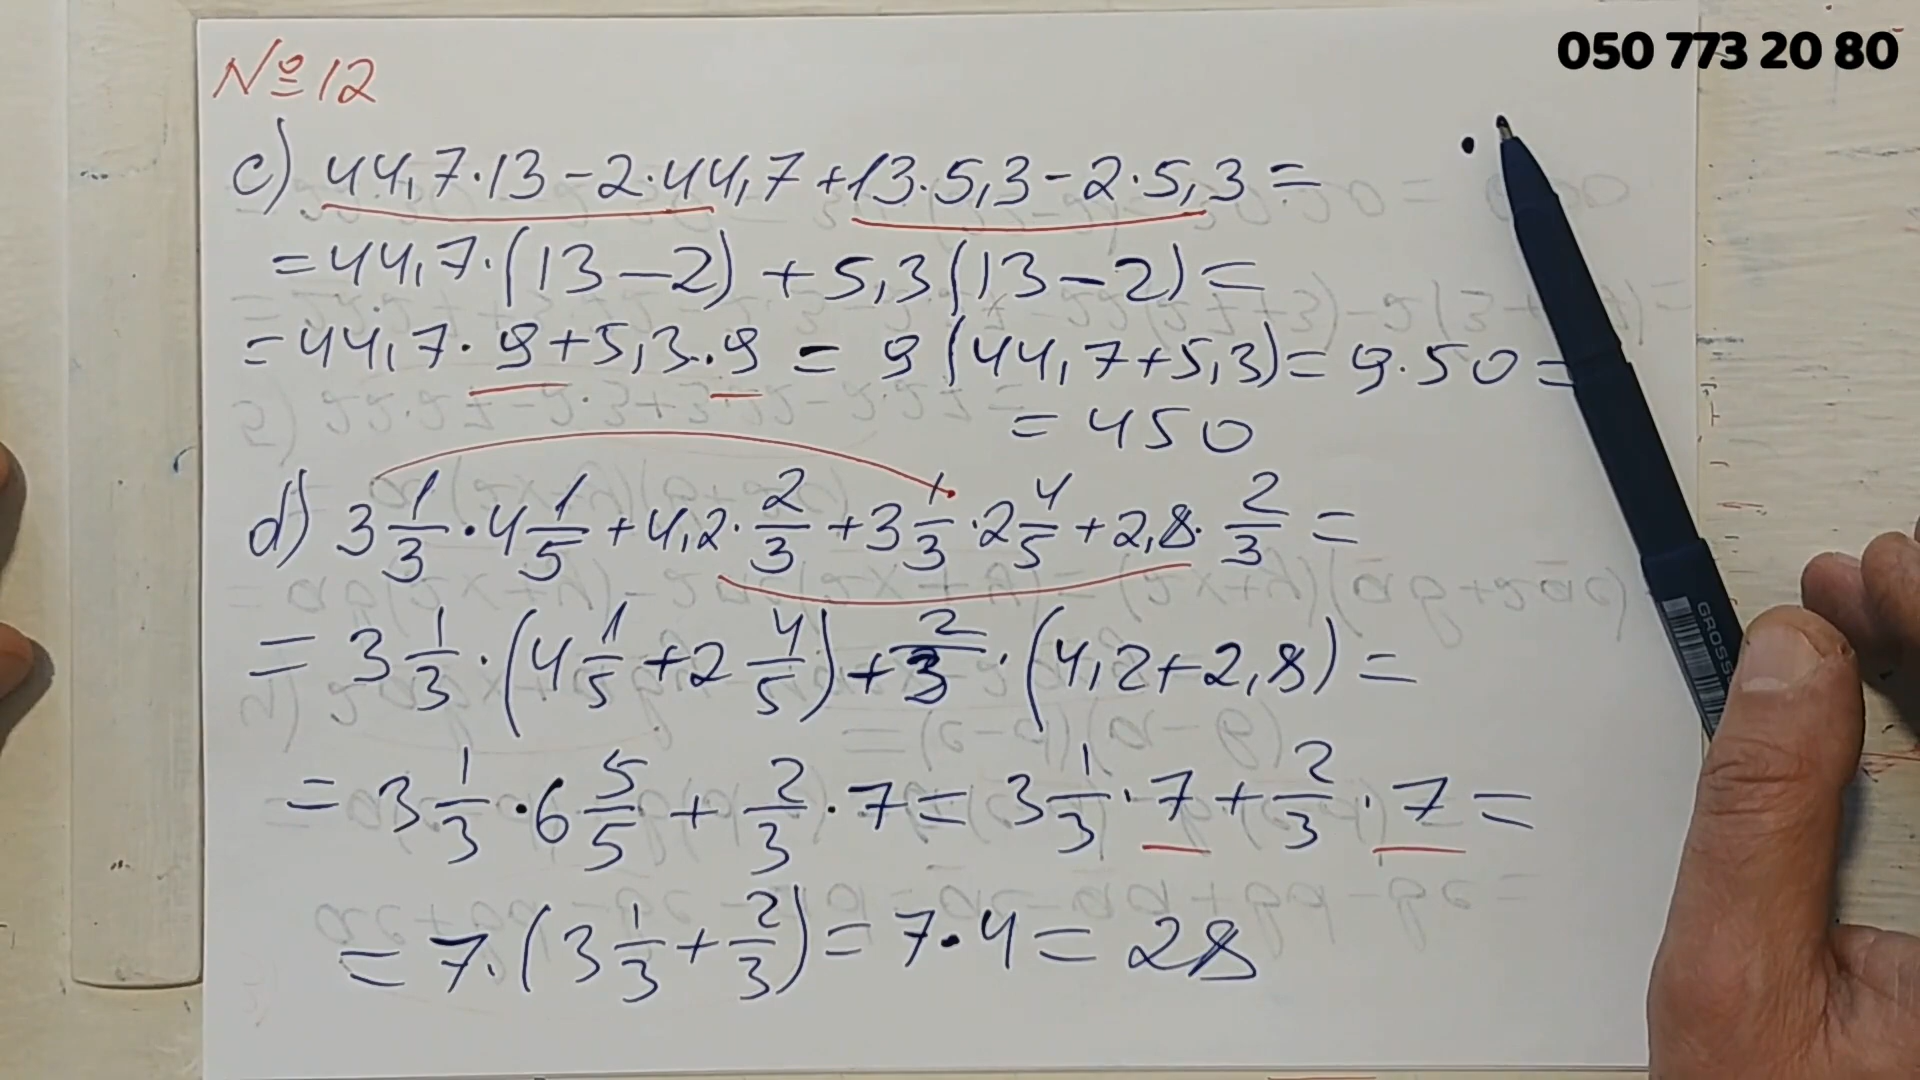 050 773 20 80
№ 12
c) 44,7·13-2·44,7+13·5,3-2·5,3=
=44,7·(13-2)+5,3(13-2)=
=44,7·9+5,3··9=9(44,7+5,3)=9·50=
=450
d) 3 1/3·4 1/5+4,2·2/3+3 1/3·2 4/5+2,8·2/3=
=3 1/3·(4 1/5+2 4/5)+2/3·(4,2+2,8)=
=3 1/3·6 5/5+2/3·7=3 1/3·7+2/3·7=
=7·(3 1/3+2/3)=7·4=28
GROSS